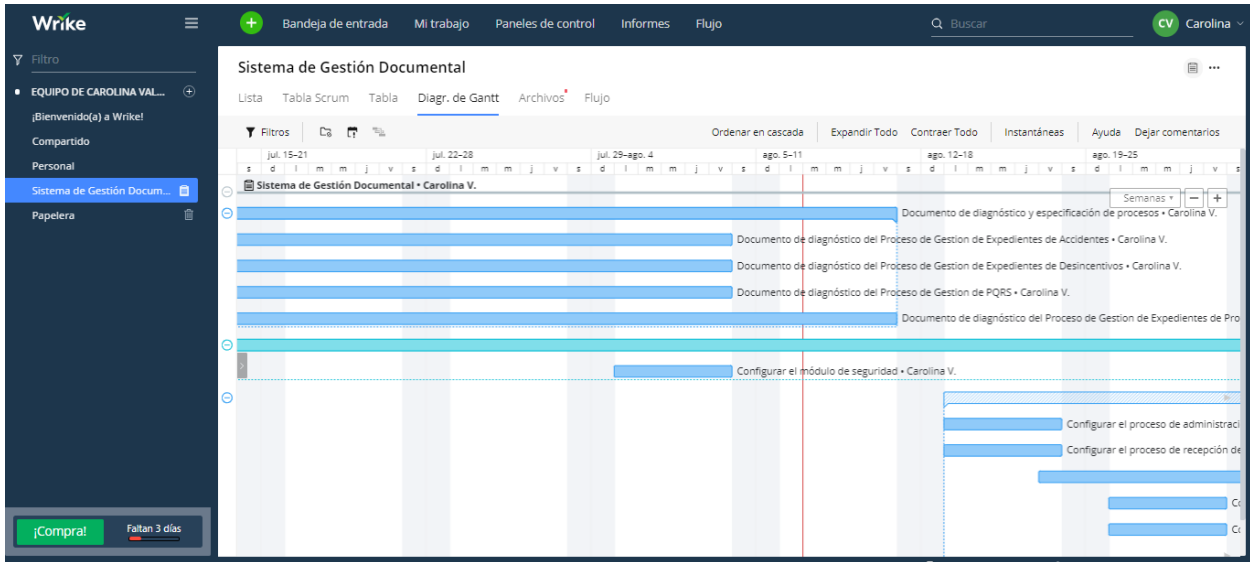 Wrike
Bandeja de entrada Mi trabajo Paneles de control Informes Flujo Buscar CV Carolina
Filtro
EQUIPO DE CAROLINA VAL...
¡Bienvenido(a) a Wrike!
Compartido
Personal
Sistema de Gestión Docum...
Papelera
¡Compra! Faltan 3 días
Sistema de Gestión Documental
Lista Tabla Scrum Tabla Diagr. de Gantt Archivos Flujo
Filtros Ordenar en cascada Expandir Todo Contraer Todo Instantáneas Ayuda Dejar comentarios
jul. 15–21 jul. 22–28 jul. 29–ago. 4 ago. 5–11 ago. 12–18 ago. 19–25
s d l m m j v s d l m m j v s d l m m j v s d l m m j v s d l m m j v s d l m m j v s
Sistema de Gestión Documental • Carolina V.
Semanas
Documento de diagnóstico y especificación de procesos • Carolina V.
Documento de diagnóstico del Proceso de Gestion de Expedientes de Accidentes • Carolina V.
Documento de diagnóstico del Proceso de Gestion de Expedientes de Desincentivos • Carolina V.
Documento de diagnóstico del Proceso de Gestion de PQRS • Carolina V.
Documento de diagnóstico del Proceso de Gestion de Expedientes de Pro
Configurar el módulo de seguridad • Carolina V.
Configurar el proceso de administraci
Configurar el proceso de recepción de